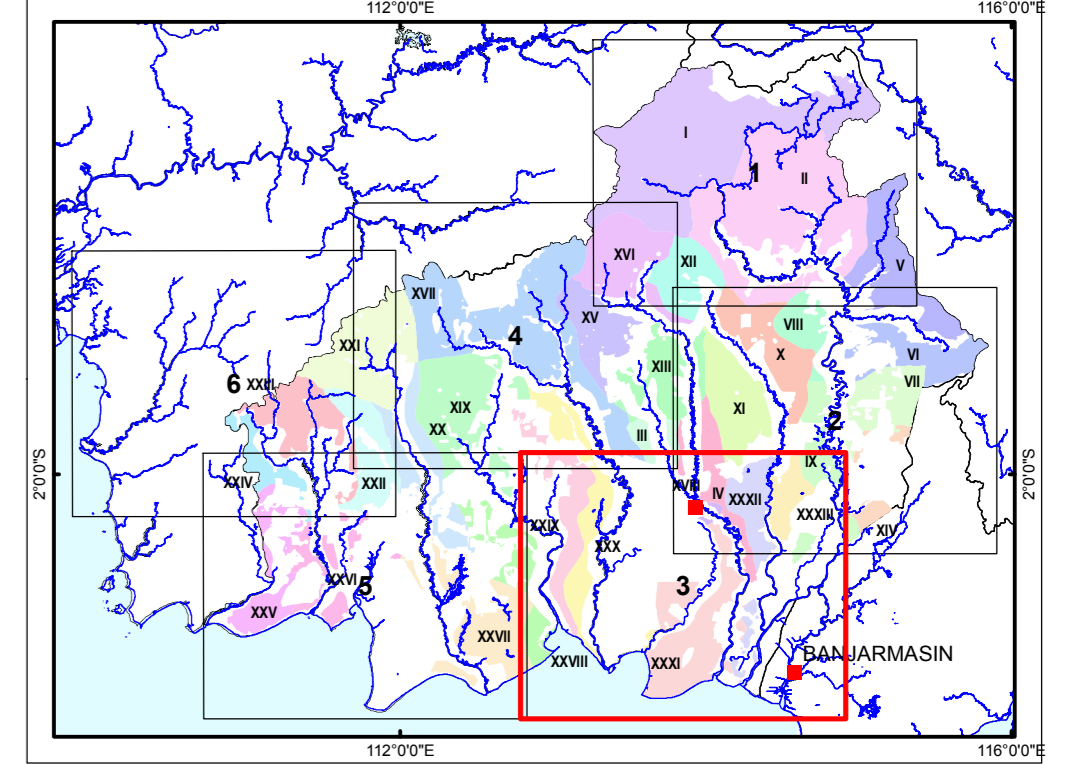 112°0'0"E
116°0'0"E
I
1
II
XVI
XII
V
XVII
XV
VIII
4
XXI
X
VI
XIII
VII
6
XXIII
XIX
XI
XX
2
III
IX
2°0'0"S
2°0'0"S
XXIV
XXII
XVIII
IV
XXXII
XXXIII
XXIX
XIV
XXX
XXVI
5
3
XXV
XXVII
BANJARMASIN
XXVIII
XXXI
112°0'0"E
116°0'0"E